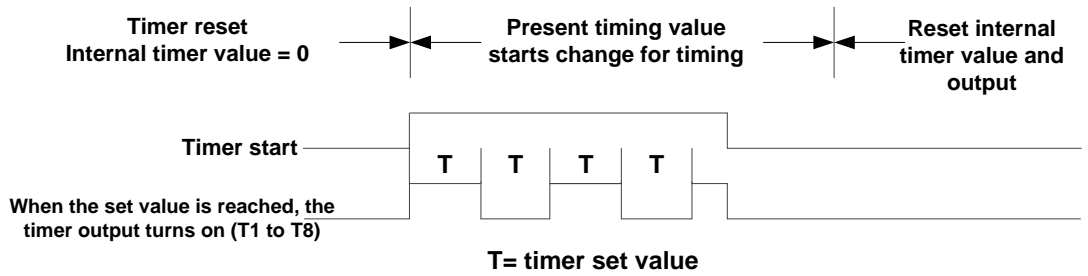 Timer reset
Internal timer value = 0
Present timing value
starts change for timing
Reset internal
timer value and
output
Timer start
T T T T
When the set value is reached, the
timer output turns on (T1 to T8)
T= timer set value